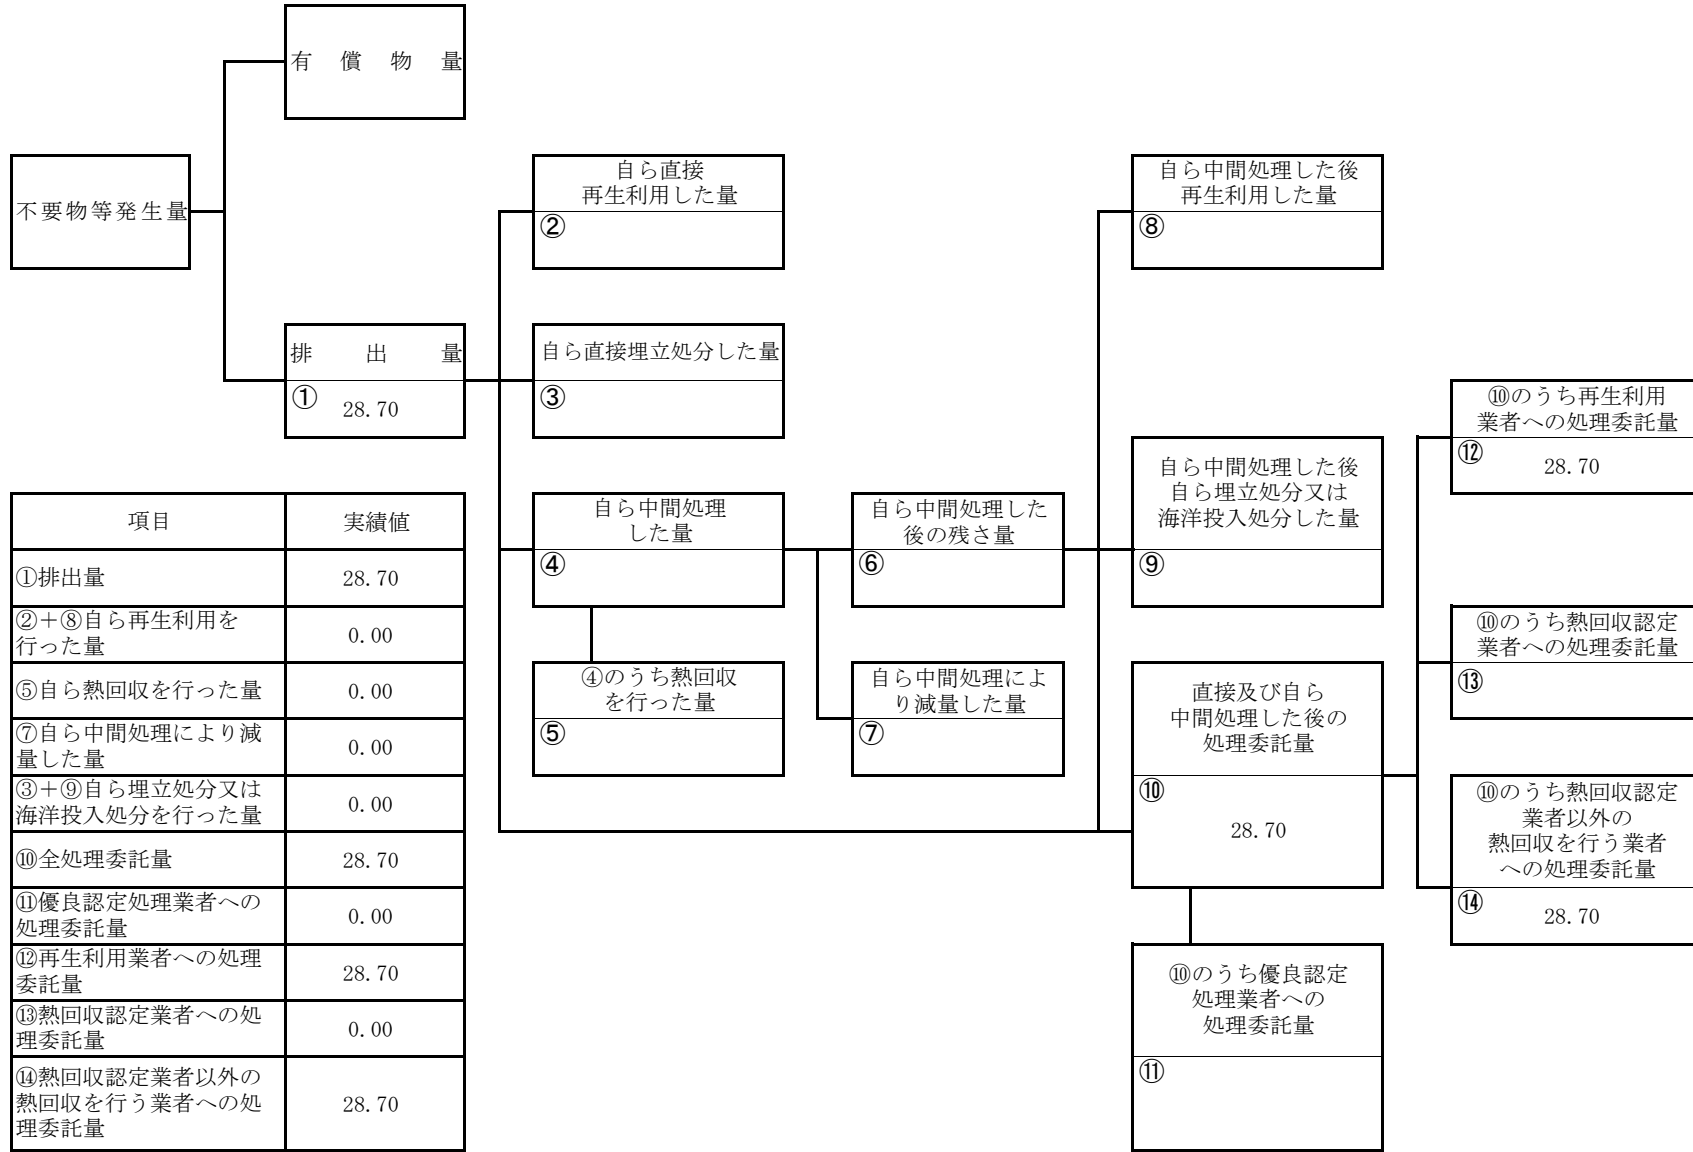 有償物量
不要物等発生量
自ら直接
再生利用した量
②
自ら中間処理した後
再生利用した量
⑧
排出量
① 28.70
自ら直接埋立処分した量
③
⑩のうち再生利用
業者への処理委託量
⑫ 28.70
自ら中間処理した後
自ら埋立処分又は
海洋投入処分した量
⑨
自ら中間処理
した量
④
自ら中間処理した
後の残さ量
⑥
⑩のうち熱回収認定
業者への処理委託量
⑬
④のうち熱回収
を行った量
⑤
自ら中間処理によ
り減量した量
⑦
直接及び自ら
中間処理した後の
処理委託量
⑩
28.70
⑩のうち熱回収認定
業者以外の
熱回収を行う業者
への処理委託量
⑭ 28.70
⑩のうち優良認定
処理業者への
処理委託量
⑪
項目 実績値
①排出量 28.70
②＋⑧自ら再生利用を
行った量 0.00
⑤自ら熱回収を行った量 0.00
⑦自ら中間処理により減
量した量 0.00
③＋⑨自ら埋立処分又は
海洋投入処分を行った量 0.00
⑩全処理委託量 28.70
⑪優良認定処理業者への
処理委託量 0.00
⑫再生利用業者への処理
委託量 28.70
⑬熱回収認定業者への処
理委託量 0.00
⑭熱回収認定業者以外の
熱回収を行う業者への処
理委託量 28.70